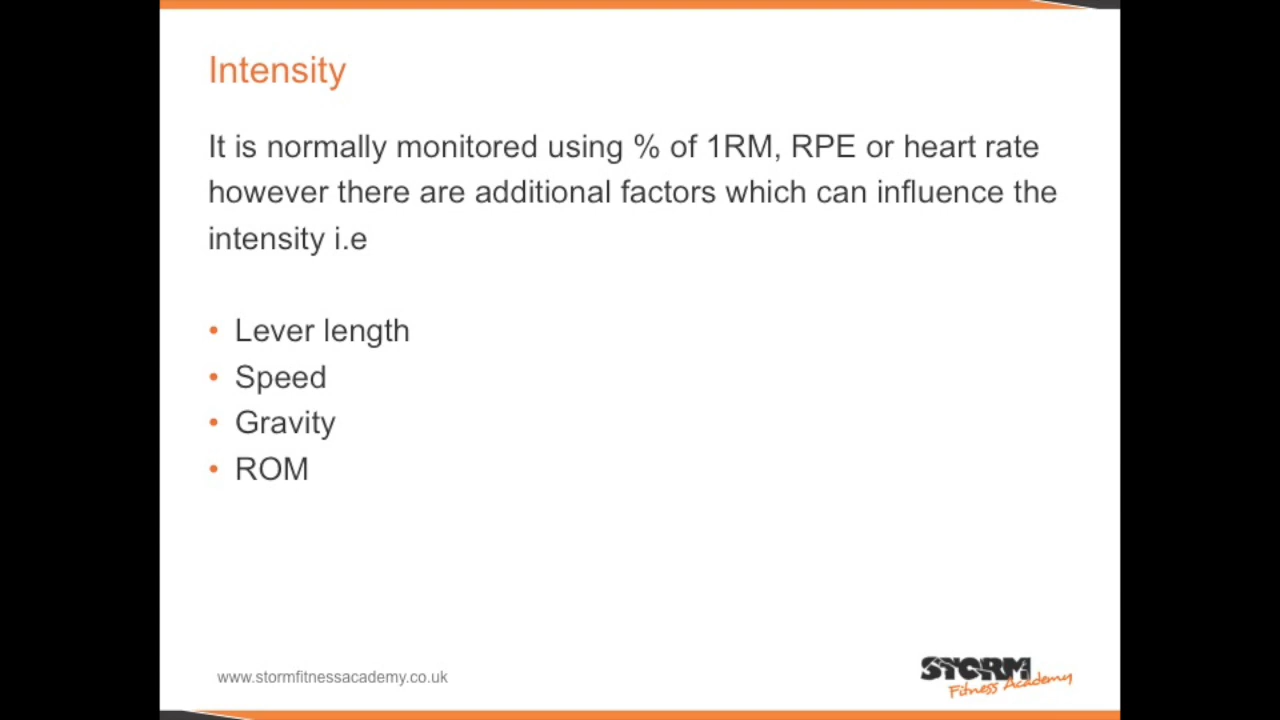 Intensity
It is normally monitored using % of 1RM, RPE or heart rate
however there are additional factors which can influence the
intensity i.e
• Lever length
• Speed
• Gravity
• ROM
www.stormfitnessacademy.co.uk
STORM
Fitness Academy